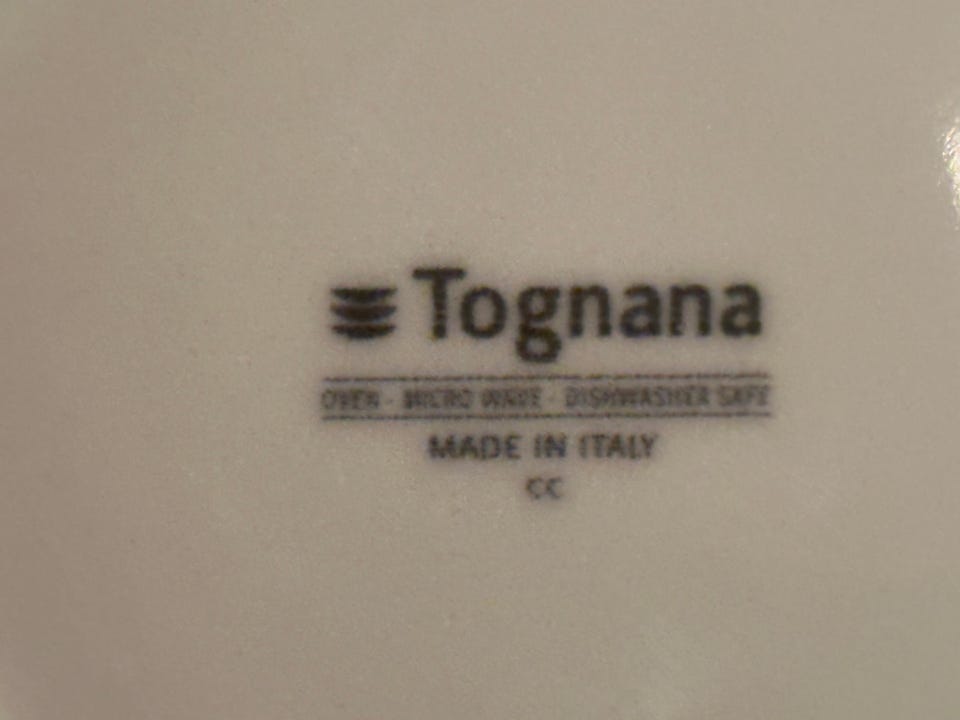 Tognana
OVEN - MICRO WAVE - DISHWASHER SAFE
MADE IN ITALY
CC